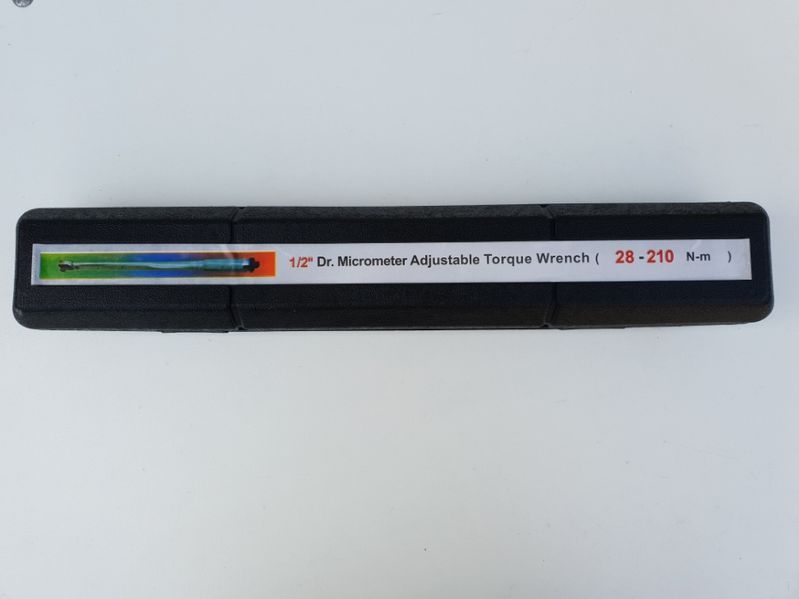 1/2" Dr. Micrometer Adjustable Torque Wrench ( 28 - 210 N-m )